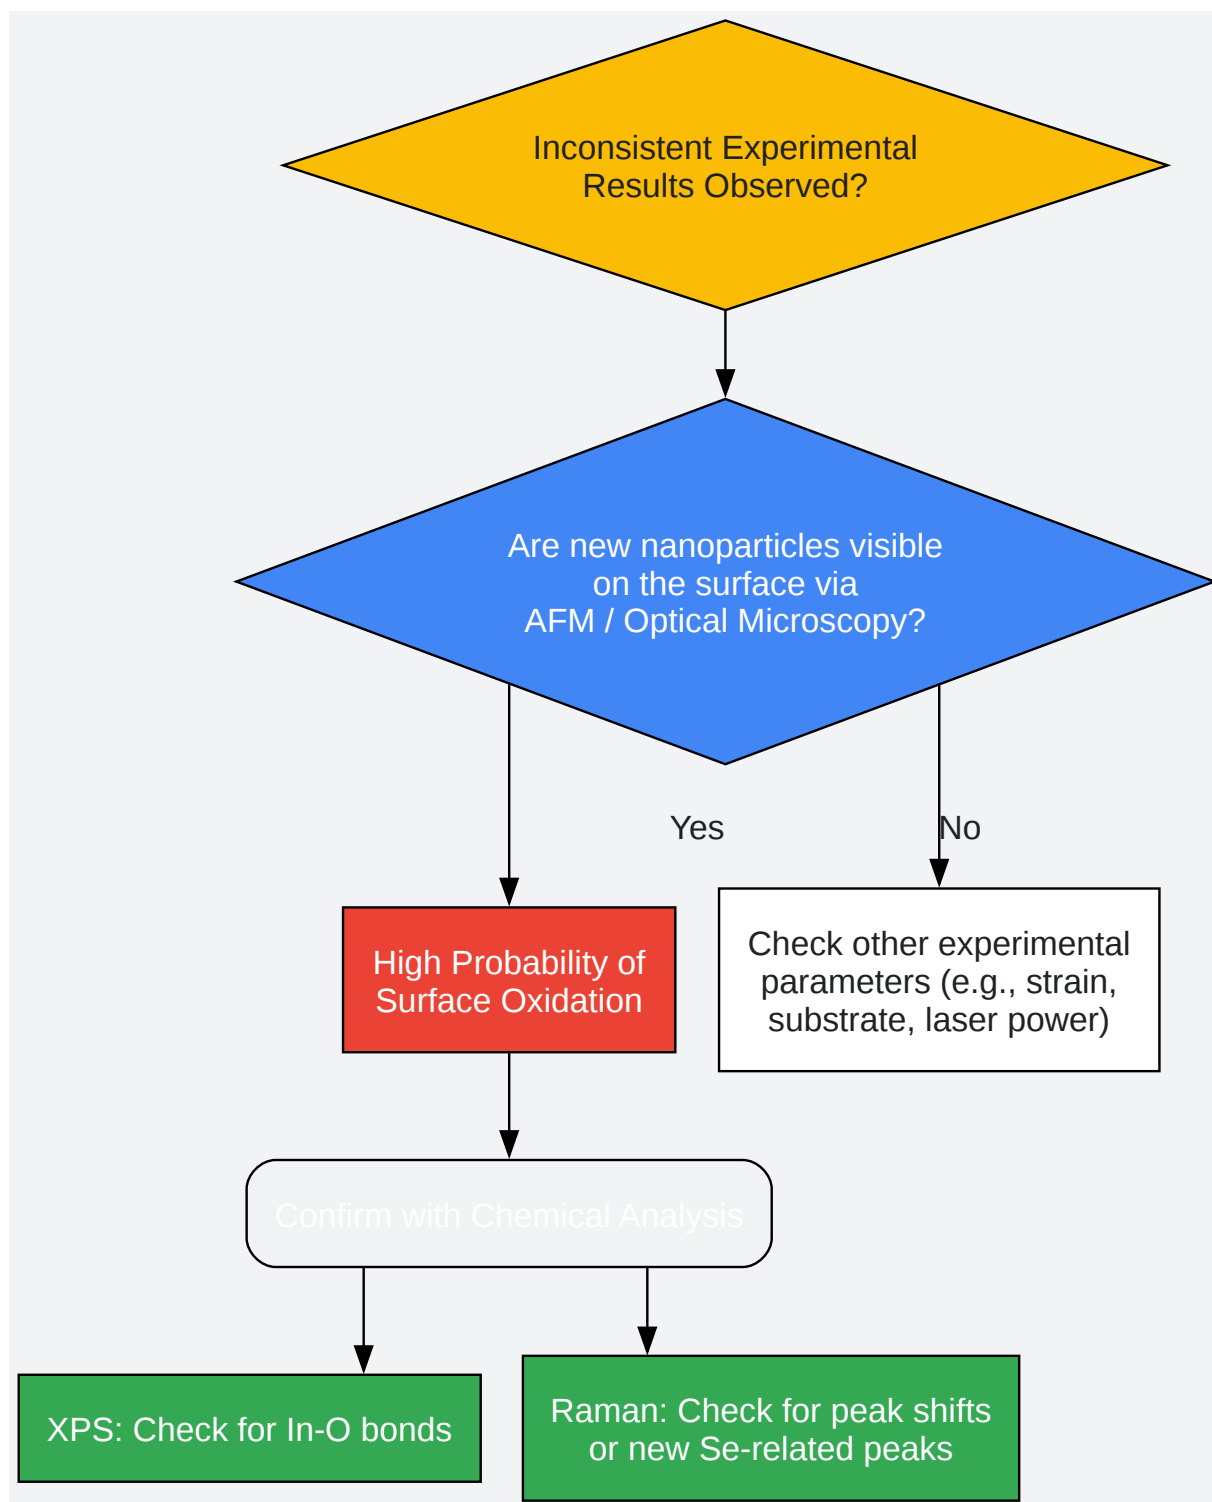 Inconsistent Experimental
Results Observed?
Are new nanoparticles visible
on the surface via
AFM / Optical Microscopy?
Yes
No
High Probability of
Surface Oxidation
Check other experimental
parameters (e.g., strain,
substrate, laser power)
Confirm with Chemical Analysis
XPS: Check for In-O bonds
Raman: Check for peak shifts
or new Se-related peaks